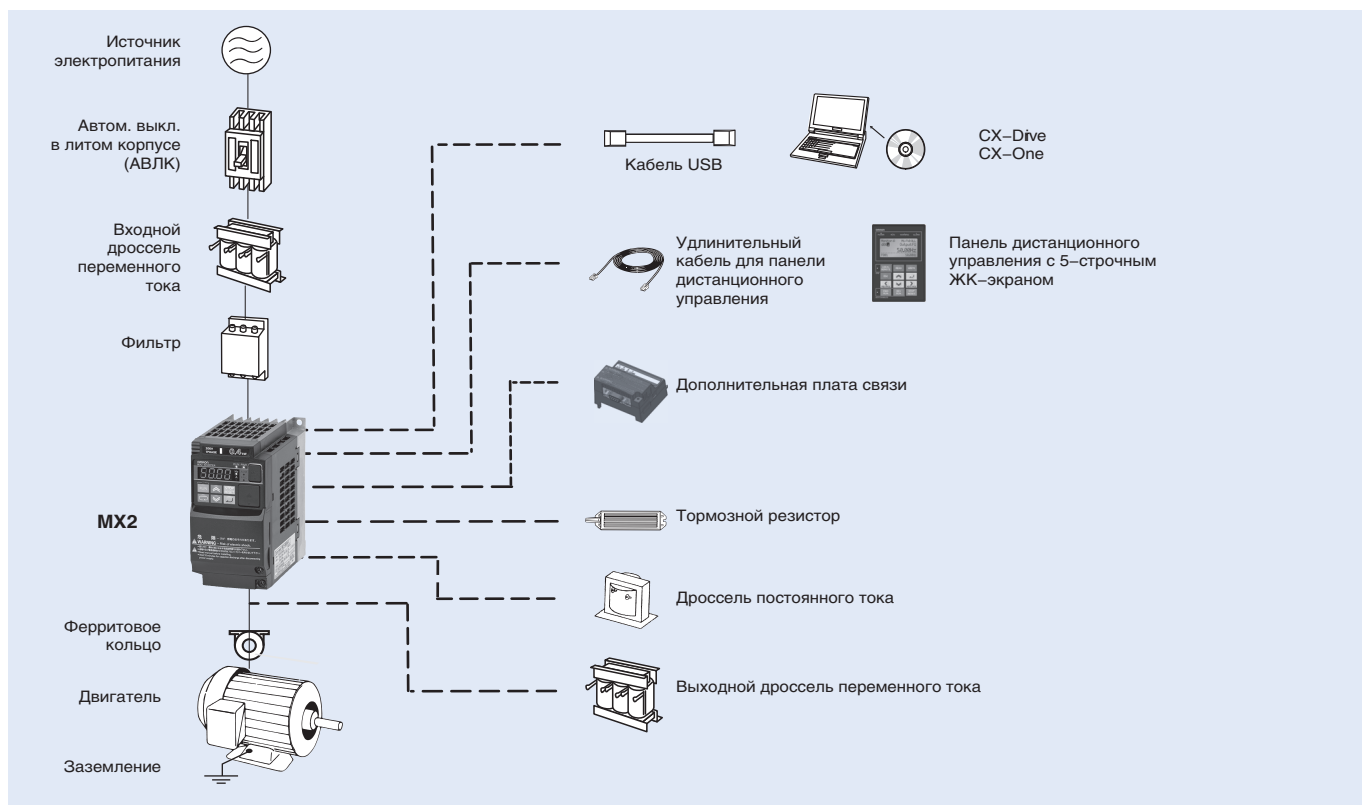 Источник
электропитания
Автом. выкл.
в литом корпусе
(АВЛК)
Входной
дроссель
переменного
тока
Фильтр
MX2
Ферритовое
кольцо
Двигатель
Заземление
Кабель USB
CX–Drive
CX–One
Удлинительный
кабель для панели
дистанционного
управления
Панель дистанционного
управления с 5–строчным
ЖК–экраном
Дополнительная плата связи
Тормозной резистор
Дроссель постоянного тока
Выходной дроссель переменного тока
WARNING